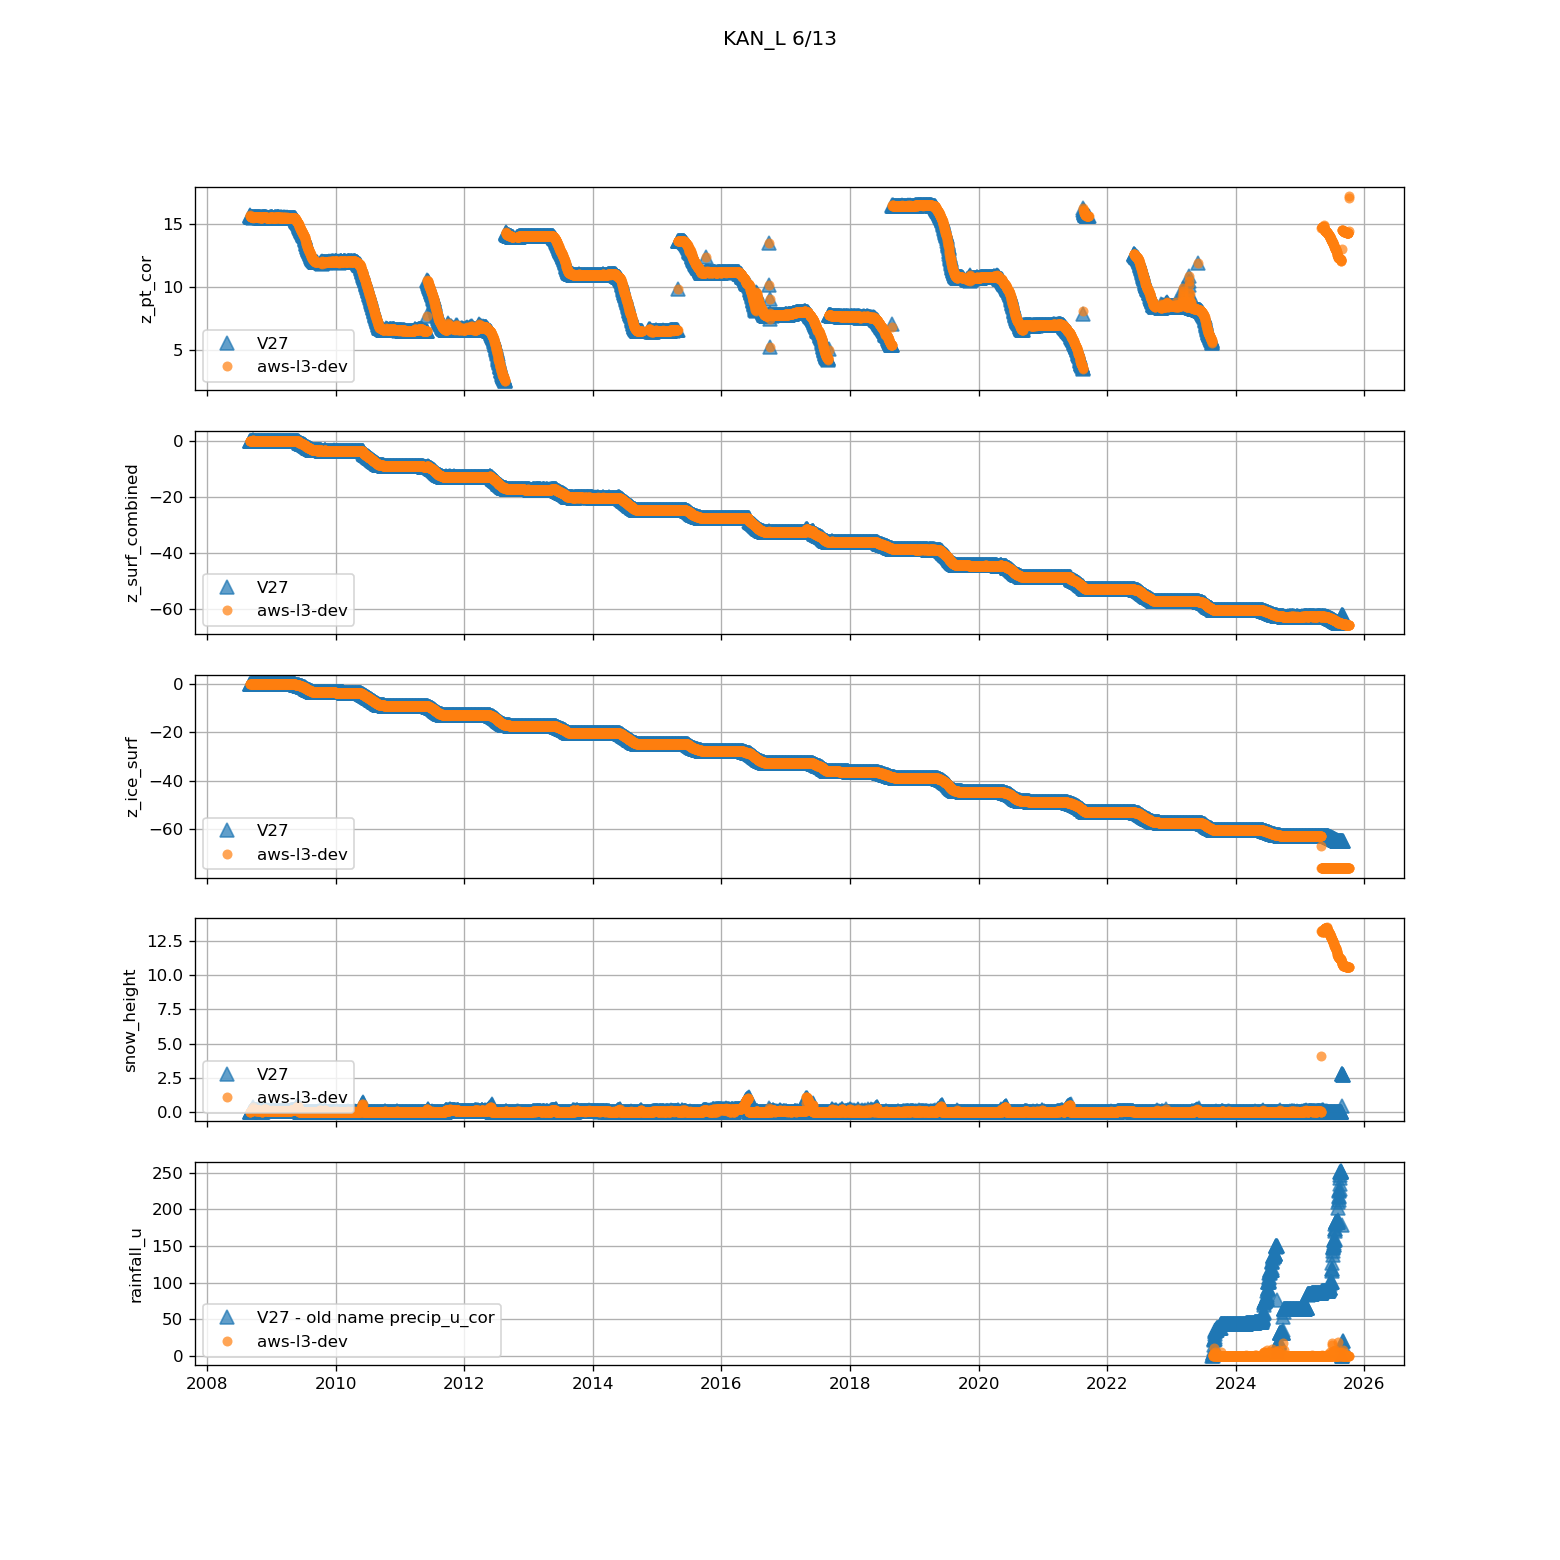 KAN_L 6/13
z_pt_cor
15
10
5
V27
aws-l3-dev
z_surf_combined
0
−20
−40
−60
V27
aws-l3-dev
z_ice_surf
0
−20
−40
−60
V27
aws-l3-dev
snow_height
12.5
10.0
7.5
5.0
2.5
0.0
V27
aws-l3-dev
rainfall_u
250
200
150
100
50
0
V27 - old name precip_u_cor
aws-l3-dev
2008 2010 2012 2014 2016 2018 2020 2022 2024 2026